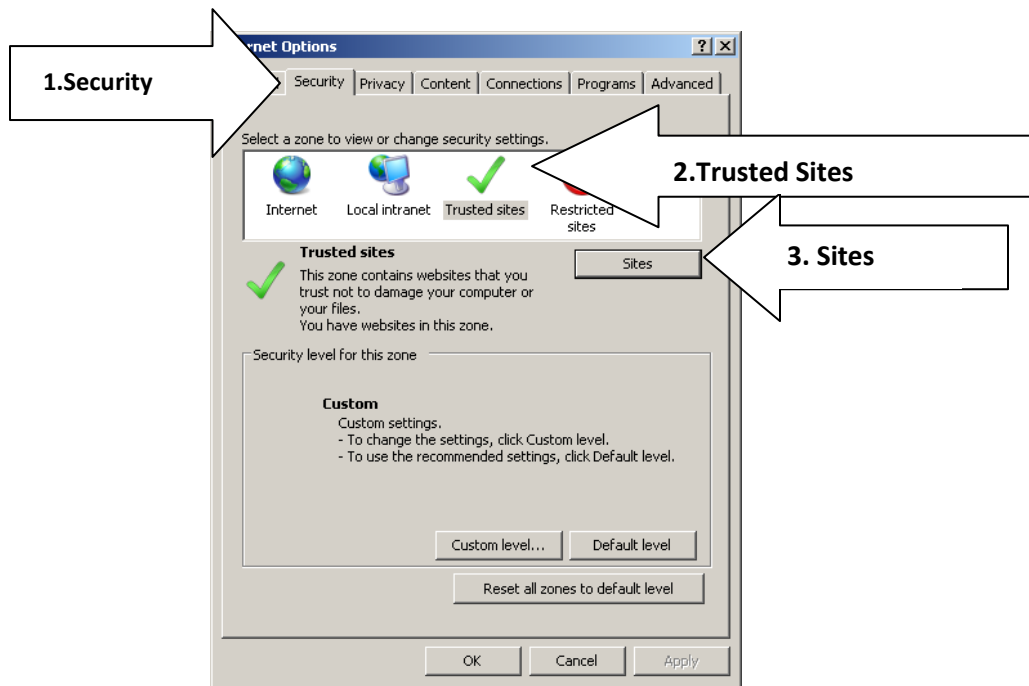 rnet Options
1.Security
Security Privacy Content Connections Programs Advanced
Select a zone to view or change security settings.
2.Trusted Sites
Internet Local intranet Trusted sites Restricted
sites
Trusted sites
This zone contains websites that you
trust not to damage your computer or
your files.
You have websites in this zone.
Sites
3. Sites
Security level for this zone
Custom
Custom settings.
- To change the settings, click Custom level.
- To use the recommended settings, click Default level.
Custom level... Default level
Reset all zones to default level
OK Cancel Apply